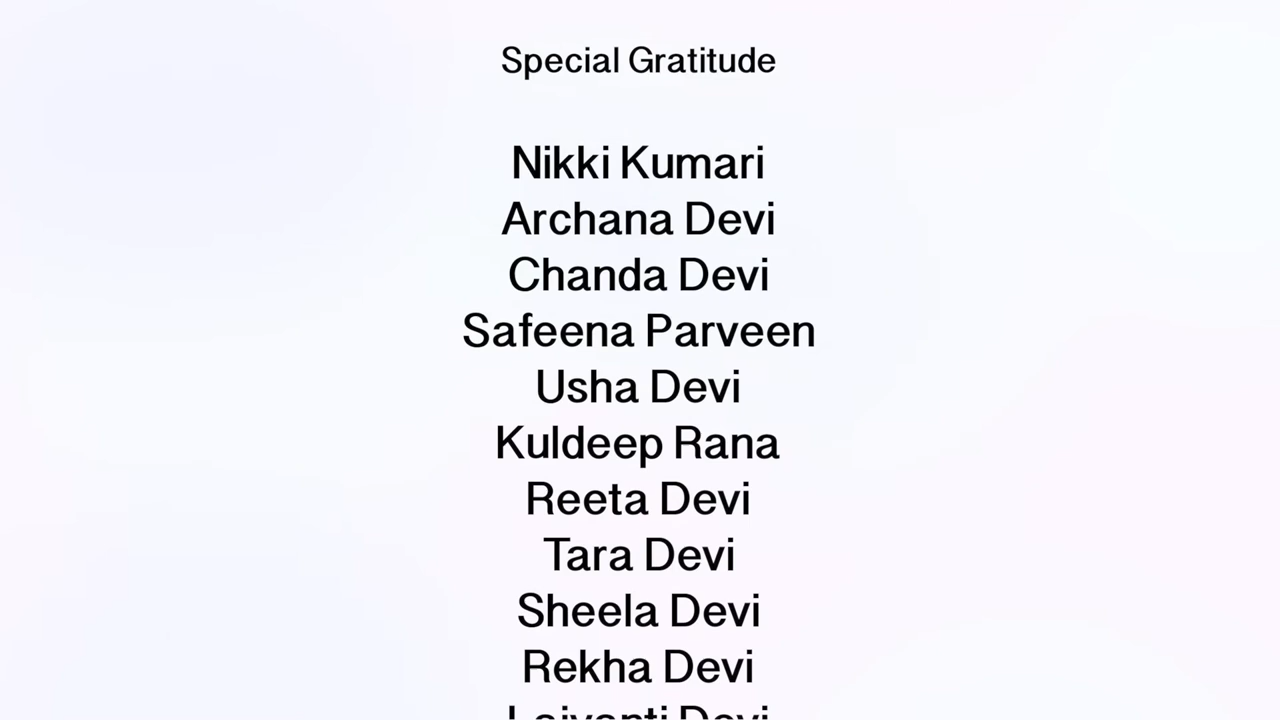 Special Gratitude
Nikki Kumari
Archana Devi
Chanda Devi
Safeena Parveen
Usha Devi
Kuldeep Rana
Reeta Devi
Tara Devi
Sheela Devi
Rekha Devi